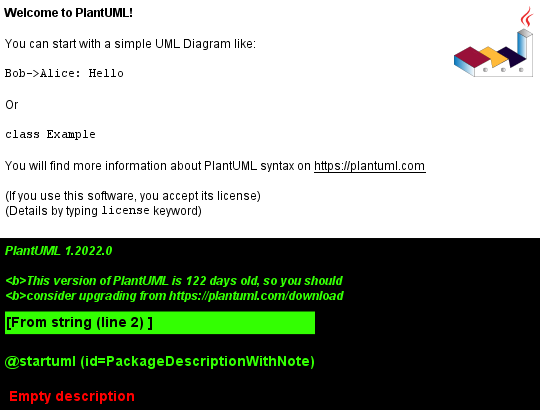 Welcome to PlantUML!
You can start with a simple UML Diagram like:
Bob->Alice: Hello
Or
class Example
You will find more information about PlantUML syntax on https://plantuml.com
(If you use this software, you accept its license)
(Details by typing license keyword)
PlantUML 1.2022.0
<b>This version of PlantUML is 122 days old, so you should
<b>consider upgrading from https://plantuml.com/download
[From string (line 2) ]
@startuml (id=PackageDescriptionWithNote)
Empty description